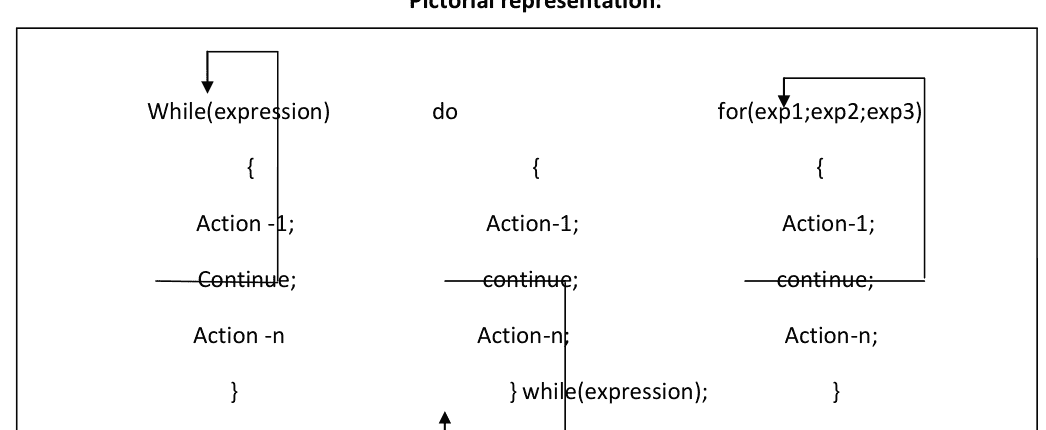 Pictorial representation:
While(expression) do for(exp1;exp2;exp3)
{ { {
Action -1; Action-1; Action-1;
Continue; continue; continue;
Action -n Action-n; Action-n;
} } while(expression); }